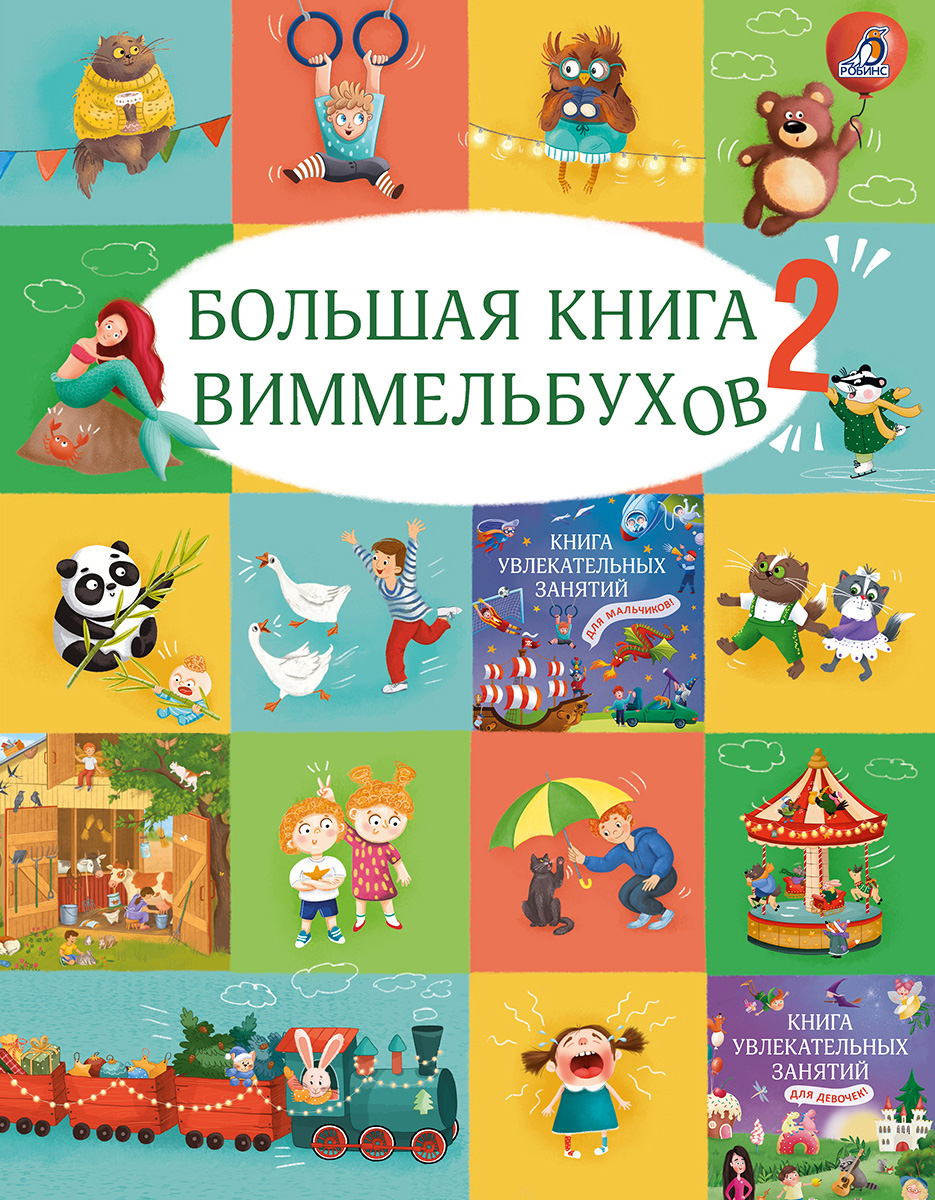 РОБИНС
БОЛЬШАЯ КНИГА 2
ВИММЕЛЬБУХОВ
КНИГА
УВЛЕКАТЕЛЬНЫХ
ЗАНЯТИЙ
ДЛЯ МАЛЬЧИКОВ!
КНИГА
УВЛЕКАТЕЛЬНЫХ
ЗАНЯТИЙ
ДЛЯ ДЕВОЧЕК!